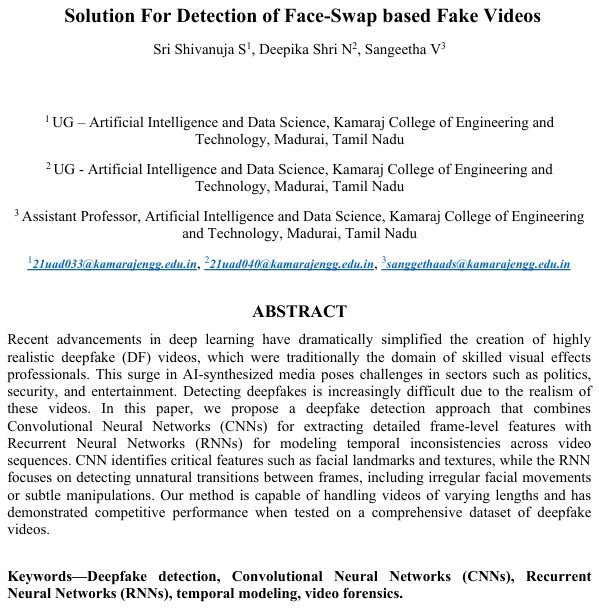 Solution For Detection of Face-Swap based Fake Videos
Sri Shivanuja S1, Deepika Shri N2, Sangeetha V3
1 UG – Artificial Intelligence and Data Science, Kamaraj College of Engineering and
Technology, Madurai, Tamil Nadu
2 UG - Artificial Intelligence and Data Science, Kamaraj College of Engineering and
Technology, Madurai, Tamil Nadu
3 Assistant Professor, Artificial Intelligence and Data Science, Kamaraj College of Engineering
and Technology, Madurai, Tamil Nadu
1 21uad033@kamarajengg.edu.in, 2 21uad040@kamarajengg.edu.in, 3 sanggethaads@kamarajengg.edu.in
ABSTRACT
Recent advancements in deep learning have dramatically simplified the creation of highly
realistic deepfake (DF) videos, which were traditionally the domain of skilled visual effects
professionals. This surge in AI-synthesized media poses challenges in sectors such as politics,
security, and entertainment. Detecting deepfakes is increasingly difficult due to the realism of
these videos. In this paper, we propose a deepfake detection approach that combines
Convolutional Neural Networks (CNNs) for extracting detailed frame-level features with
Recurrent Neural Networks (RNNs) for modeling temporal inconsistencies across video
sequences. CNN identifies critical features such as facial landmarks and textures, while the RNN
focuses on detecting unnatural transitions between frames, including irregular facial movements
or subtle manipulations. Our method is capable of handling videos of varying lengths and has
demonstrated competitive performance when tested on a comprehensive dataset of deepfake
videos.
Keywords—Deepfake detection, Convolutional Neural Networks (CNNs), Recurrent
Neural Networks (RNNs), temporal modeling, video forensics.